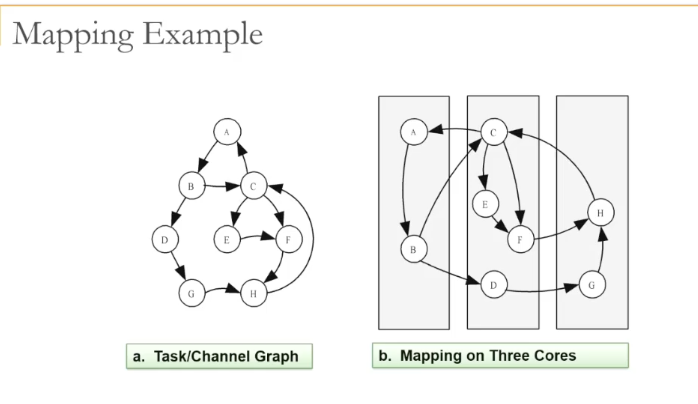 Mapping Example
A
B
C
D
E
F
G
H
A
C
E
H
B
F
D
G
a. Task/Channel Graph
b. Mapping on Three Cores